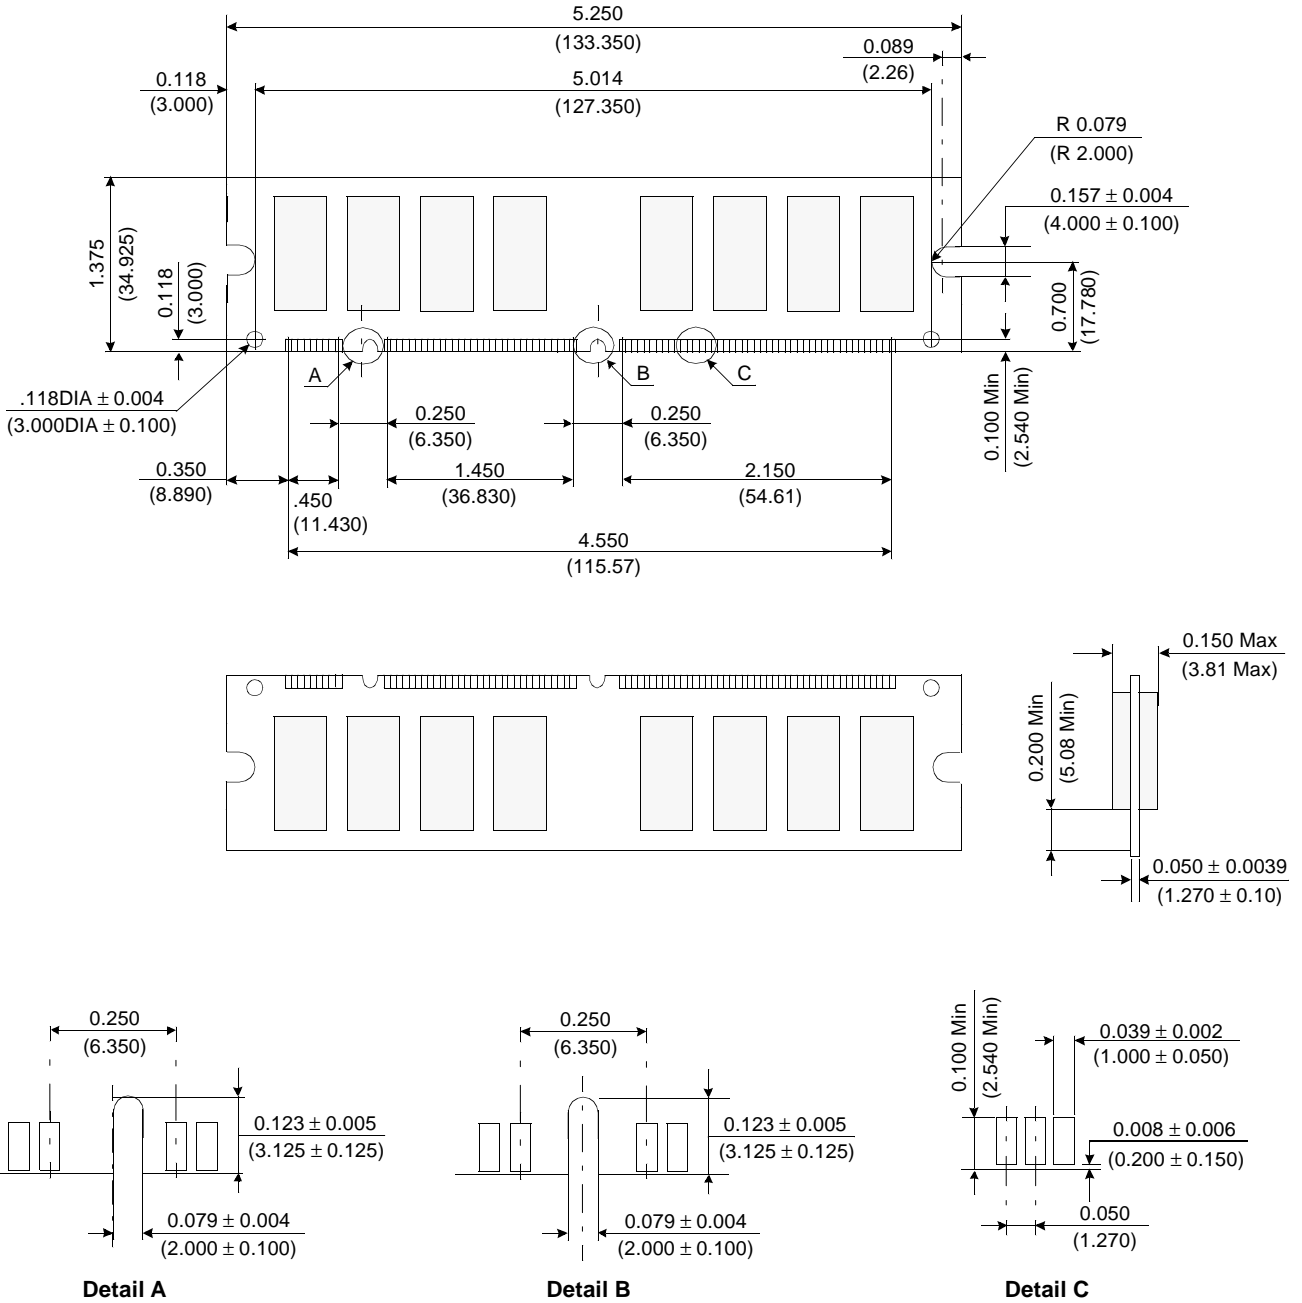 5.250
(133.350)
0.089
(2.26)
0.118
(3.000)
5.014
(127.350)
R 0.079
(R 2.000)
0.157 ± 0.004
(4.000 ± 0.100)
1.375
(34.925)
0.118
(3.000)
0.700
(17.780)
A
B
C
.118DIA ± 0.004
(3.000DIA ± 0.100)
0.250
(6.350)
0.250
(6.350)
0.100 Min
(2.540 Min)
0.350
(8.890)
.450
(11.430)
1.450
(36.830)
2.150
(54.61)
4.550
(115.57)
0.150 Max
(3.81 Max)
0.200 Min
(5.08 Min)
0.050 ± 0.0039
(1.270 ± 0.10)
0.250
(6.350)
0.123 ± 0.005
(3.125 ± 0.125)
0.079 ± 0.004
(2.000 ± 0.100)
Detail A
0.250
(6.350)
0.123 ± 0.005
(3.125 ± 0.125)
0.079 ± 0.004
(2.000 ± 0.100)
Detail B
0.100 Min
(2.540 Min)
0.039 ± 0.002
(1.000 ± 0.050)
0.008 ± 0.006
(0.200 ± 0.150)
0.050
(1.270)
Detail C